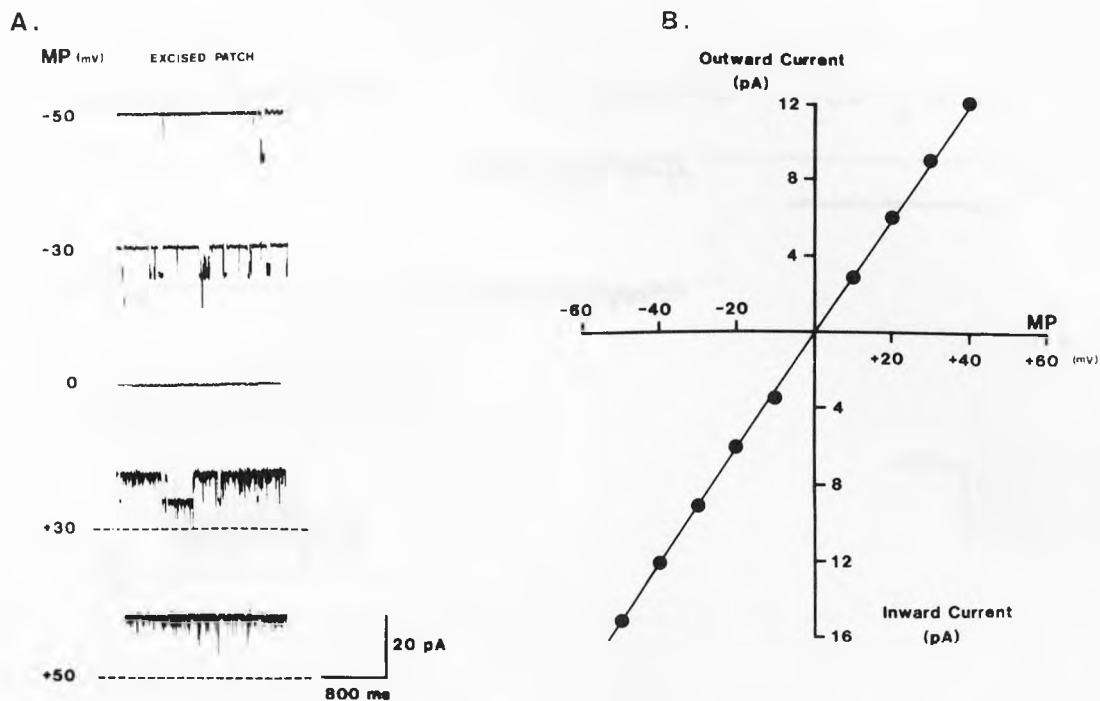 A.
MP (mV) EXCISED PATCH
-50
-30
0
+30
+50
20 pA
800 ms
B.
Outward Current
(pA)
12
8
4
-60 -40 -20 MP
+20 +40 +60 (mV)
4
8
12
16
Inward Current
(pA)